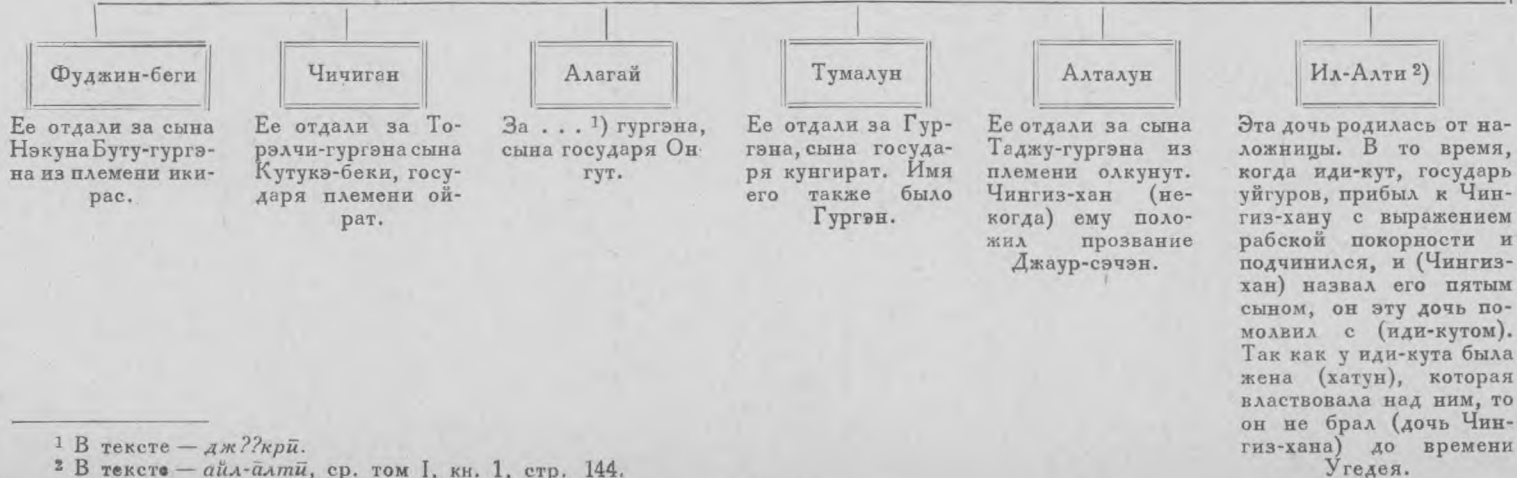 Фуджин-беги
Ее отдали за сына
Нэкуна Буту-гургэ-
на из племени ики-
рас.
Чичиган
Ее отдали за То-
рэлчи-гургэна сына
Кутукэ-беки, госу-
даря племени ой-
рат.
Алагай
За . . . ¹) гургэна,
сына государя Он
гут.
Тумалун
Ее отдали за Гур-
гэна, сына госуда-
ря кунгират. Имя
его также было
Гургэн.
Алталун
Ее отдали за сына
Таджу-гургэна из
племени олкунут.
Чингиз-хан (не-
когда) ему поло-
жил прозвание
Джаур-сэчэн.
Ил-Алти ²)
Эта дочь родилась от на-
ложницы. В то время,
когда иди-кут, государь
уйгуров, прибыл к Чин-
гиз-хану с выражением
рабской покорности и
подчинился, и (Чингиз-
хан) назвал его пятым
сыном, он эту дочь по-
молвил с (иди-кутом).
Так как у иди-кута была
жена (хатун), которая
властвовала над ним, то
он не брал (дочь Чин-
гиз-хана) до времени
Угедея.
¹ В тексте — дж??крӣ.
² В тексте — айл-а̄лтӣ, ср. том I, кн. 1, стр. 144.